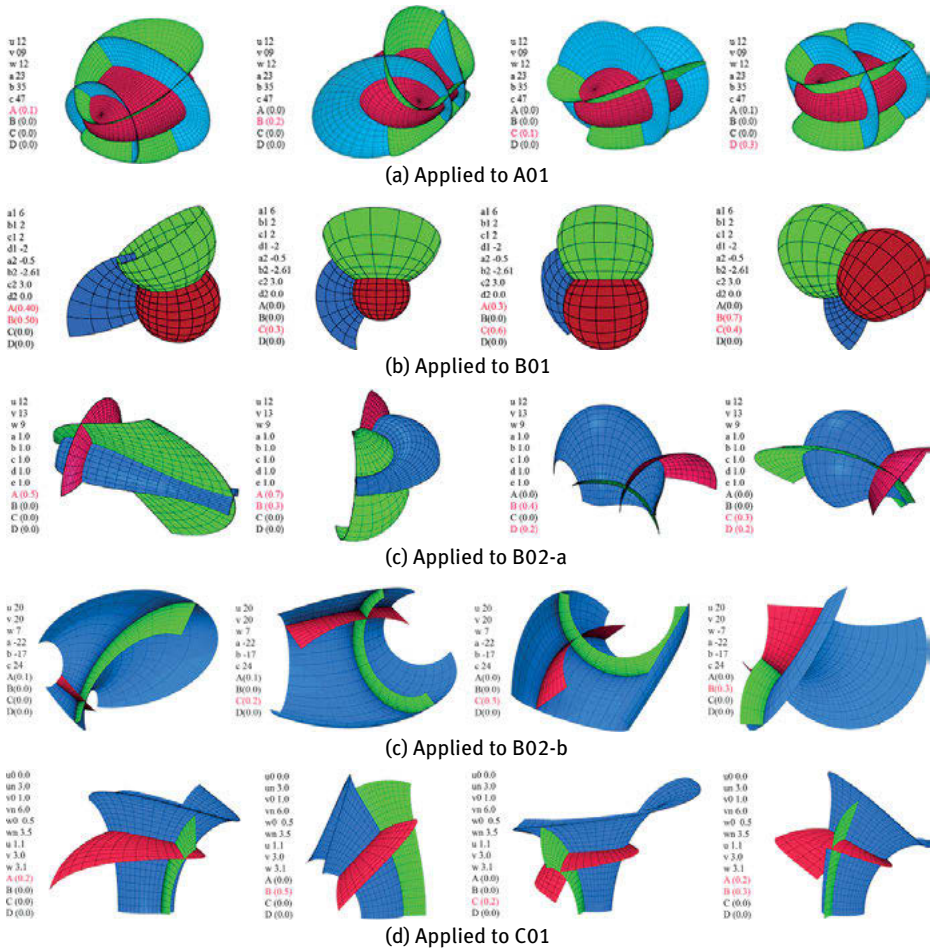 u 12
v 09
w 12
a 23
b 35
c 47
A (0.1)
B (0.0)
C (0.0)
D (0.0)
u 12
v 09
w 12
a 23
b 35
c 47
A (0.0)
B (0.2)
C (0.0)
D (0.0)
u 12
v 09
w 12
a 23
b 35
c 47
A (0.0)
B (0.0)
C (0.1)
D (0.0)
u 12
v 09
w 12
a 23
b 35
c 47
A (0.1)
B (0.0)
C (0.0)
D (0.3)
(a) Applied to A01
a1 6
b1 2
c1 2
d1 -2
a2 -0.5
b2 -2.61
c2 3.0
d2 0.0
A(0.40)
B(0.50)
C(0.0)
D(0.0)
a1 6
b1 2
c1 2
d1 -2
a2 -0.5
b2 -2.61
c2 3.0
d2 0.0
A(0.0)
B(0.0)
C(0.3)
D(0.0)
a1 6
b1 2
c1 2
d1 -2
a2 -0.5
b2 -2.61
c2 3.0
d2 0.0
A(0.3)
B(0.0)
C(0.6)
D(0.0)
a1 6
b1 2
c1 2
d1 -2
a2 -0.5
b2 -2.61
c2 3.0
d2 0.0
A(0.0)
B(0.7)
C(0.4)
D(0.0)
(b) Applied to B01
u 12
v 13
w 9
a 1.0
b 1.0
c 1.0
d 1.0
e 1.0
A (0.5)
B (0.0)
C (0.0)
D (0.0)
u 12
v 13
w 9
a 1.0
b 1.0
c 1.0
d 1.0
e 1.0
A (0.7)
B (0.3)
C (0.0)
D (0.0)
u 12
v 13
w 9
a 1.0
b 1.0
c 1.0
d 1.0
e 1.0
A (0.0)
B (0.4)
C (0.0)
D (0.2)
u 12
v 13
w 9
a 1.0
b 1.0
c 1.0
d 1.0
e 1.0
A (0.0)
B (0.0)
C (0.3)
D (0.2)
(c) Applied to B02-a
u 20
v 20
w 7
a -22
b -17
c 24
A(0.1)
B(0.0)
C(0.0)
D(0.0)
u 20
v 20
w 7
a -22
b -17
c 24
A(0.1)
B(0.0)
C(0.2)
D(0.0)
u 20
v 20
w 7
a -22
b -17
c 24
A(0.0)
B(0.0)
C(0.5)
D(0.0)
u 20
v 20
w -7
a -22
b -17
c 24
A(0.0)
B(0.3)
C(0.0)
D(0.0)
(c) Applied to B02-b
u0 0.0
un 3.0
v0 1.0
vn 6.0
w0 0.5
wn 3.5
u 1.1
v 3.0
w 3.1
A (0.2)
B (0.0)
C (0.0)
D (0.0)
u0 0.0
un 3.0
v0 1.0
vn 6.0
w0 0.5
wn 3.5
u 1.1
v 3.0
w 3.1
A (0.0)
B (0.5)
C (0.0)
D (0.0)
u0 0.0
un 3.0
v0 1.0
vn 6.0
w0 0.5
wn 3.5
u 1.1
v 3.0
w 3.1
A (0.0)
B (0.0)
C (0.2)
D (0.0)
u0 0.0
un 3.0
v0 1.0
vn 6.0
w0 0.5
wn 3.5
u 1.1
v 3.0
w 3.1
A (0.2)
B (0.3)
C (0.0)
D (0.0)
(d) Applied to C01